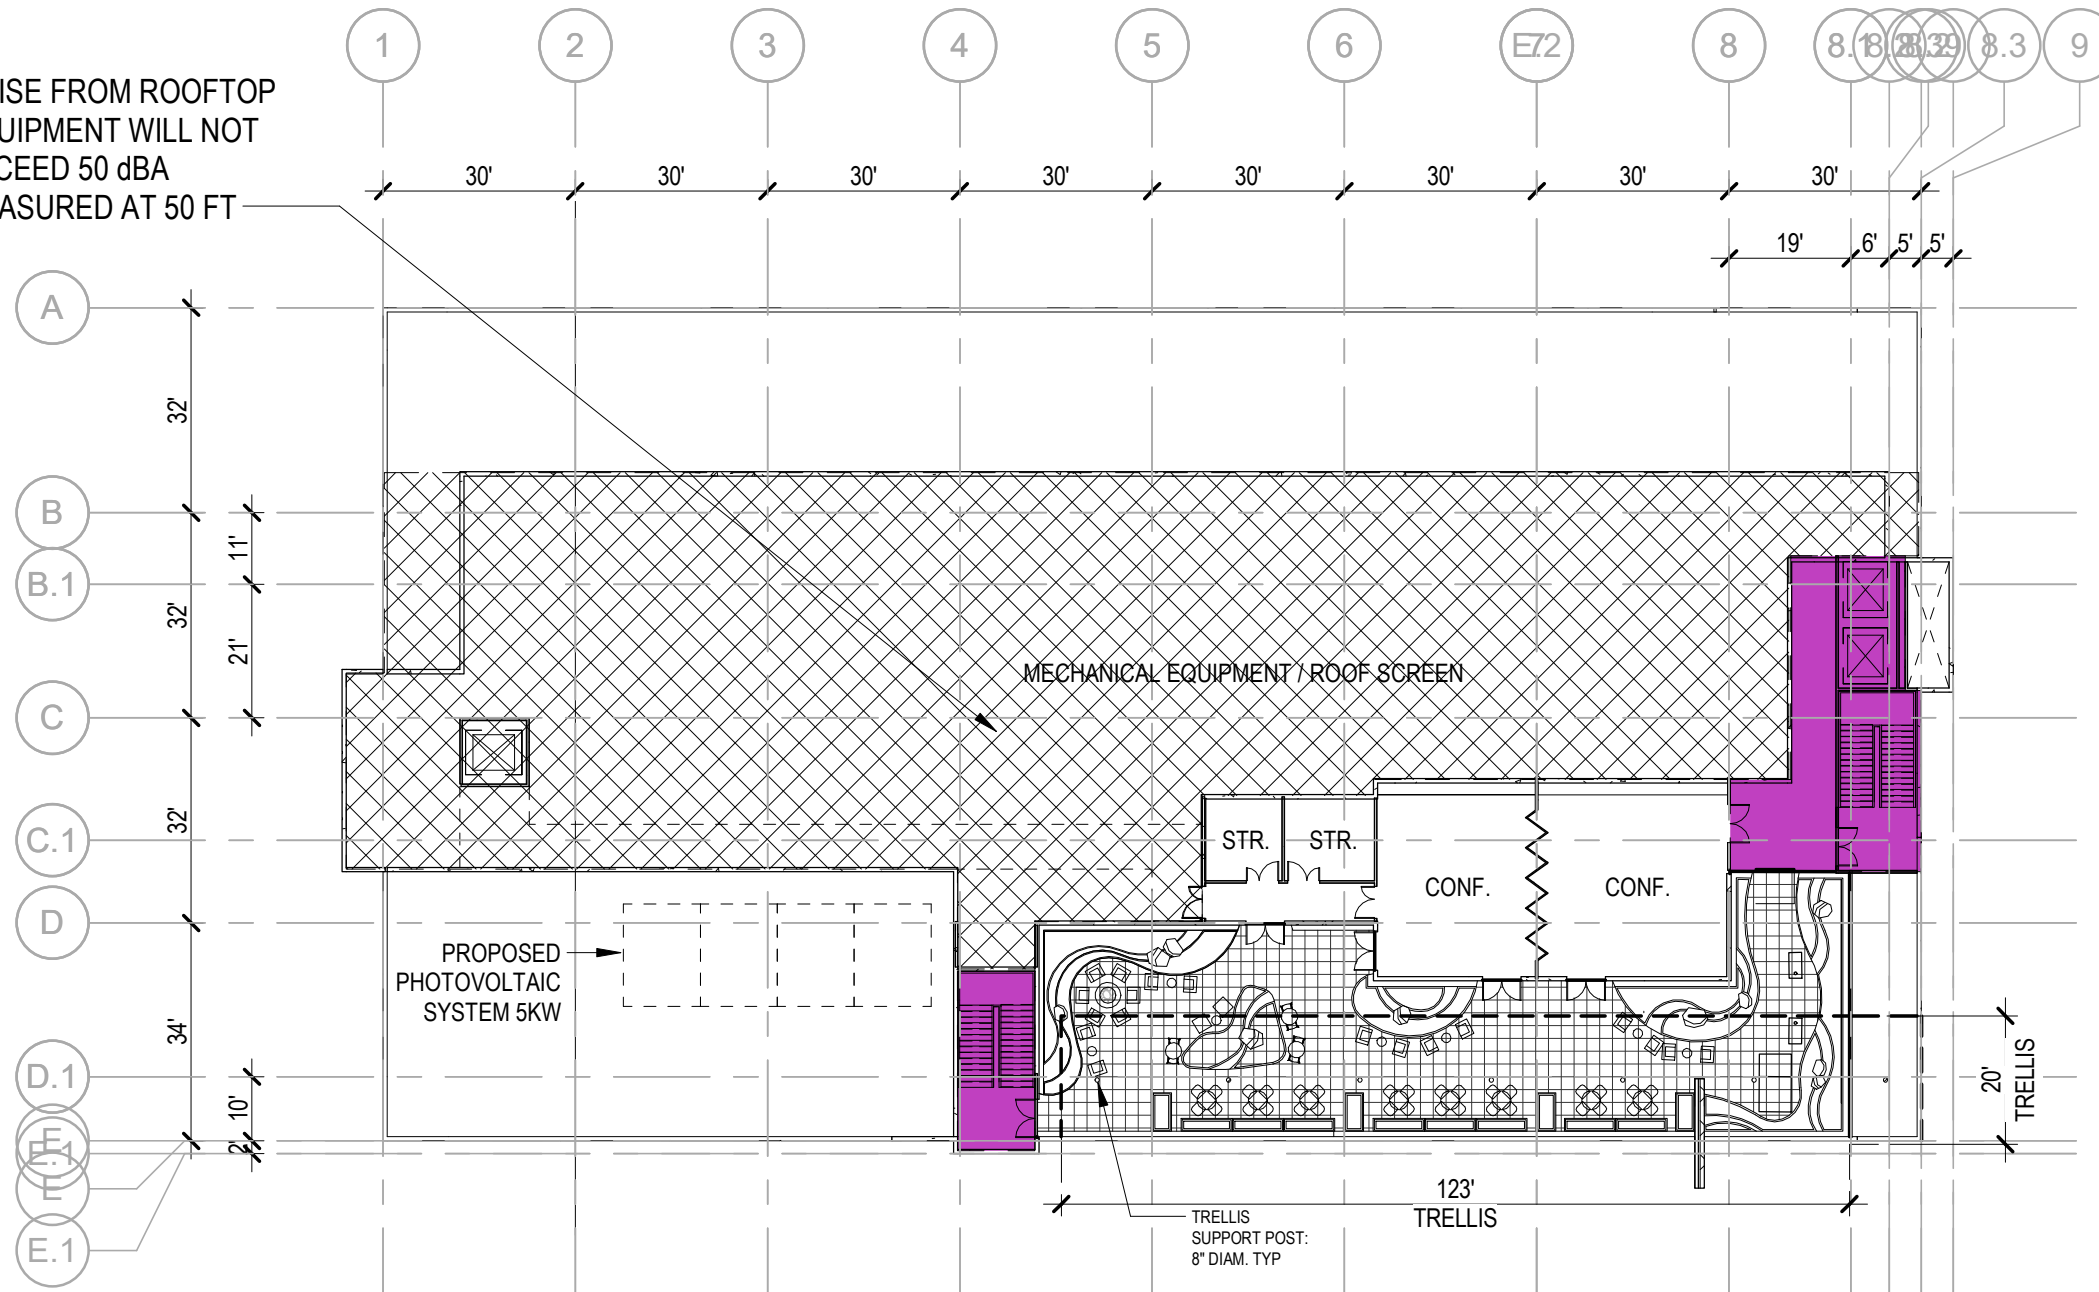 1 2 3 4 5 6 8 8.3 9
ISE FROM ROOFTOP
UIPMENT WILL NOT
CEED 50 dBA
ASURED AT 50 FT
30' 30' 30' 30' 30' 30' 30' 30'
19' 6' 5' 5'
A
32'
B
11'
B.1
32'
21'
MECHANICAL EQUIPMENT / ROOF SCREEN
C
32'
C.1
STR. STR.
CONF. CONF.
D
PROPOSED
PHOTOVOLTAIC
SYSTEM 5KW
34'
D.1
10'
20'
TRELLIS
E
E.1
2'
E
E.1
123'
TRELLIS
TRELLIS
SUPPORT POST:
8" DIAM. TYP